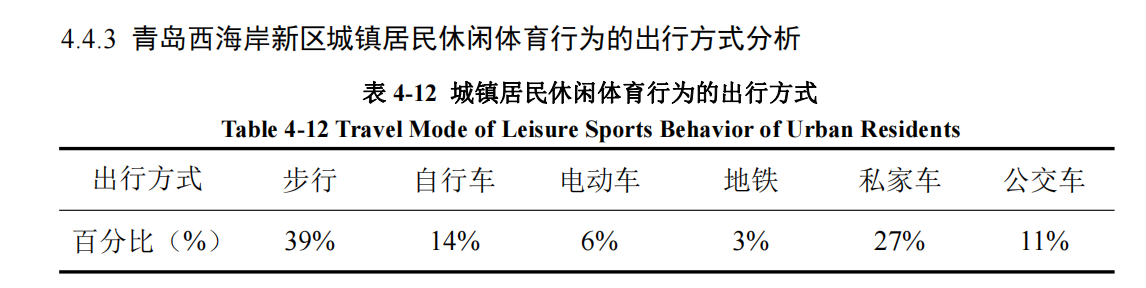 4.4.3 青岛西海岸新区城镇居民休闲体育行为的出行方式分析
表 4-12 城镇居民休闲体育行为的出行方式
Table 4-12 Travel Mode of Leisure Sports Behavior of Urban Residents
出行方式 步行 自行车 电动车 地铁 私家车 公交车
百分比（%） 39% 14% 6% 3% 27% 11%